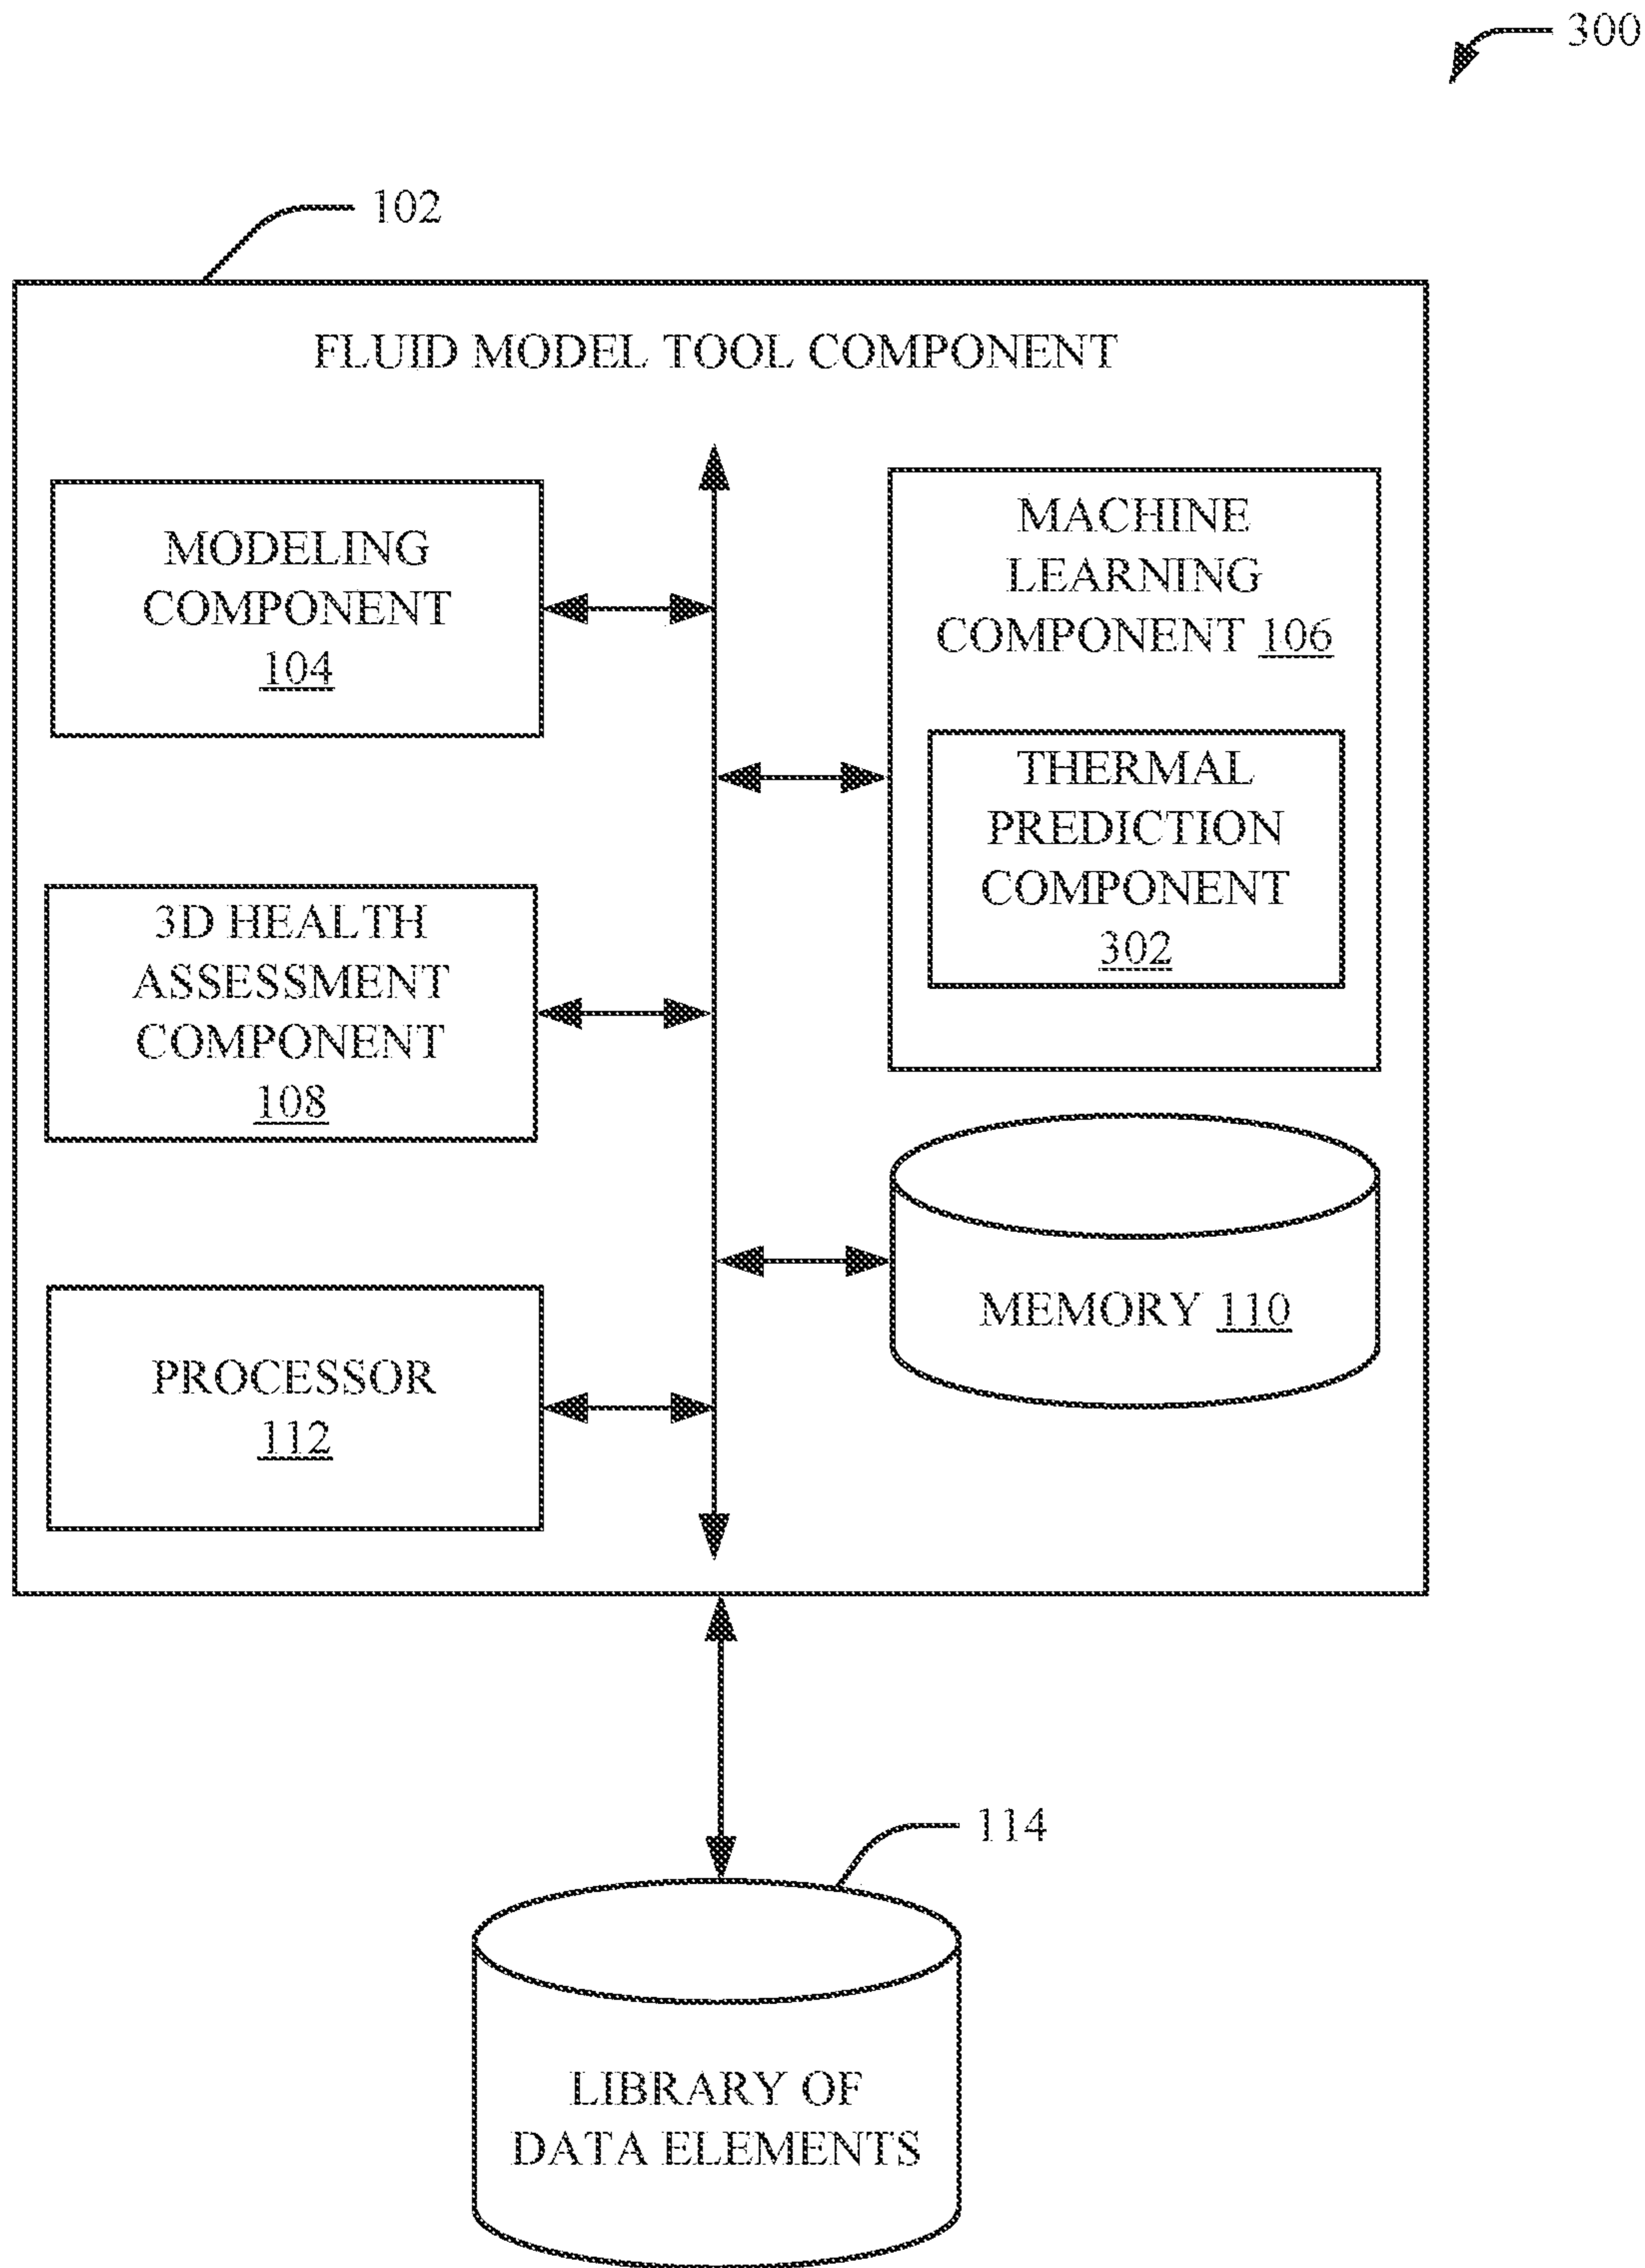 300
102
FLUID MODEL TOOL COMPONENT
MODELING
COMPONENT
104
MACHINE
LEARNING
COMPONENT 106
THERMAL
PREDICTION
COMPONENT
302
3D HEALTH
ASSESSMENT
COMPONENT
108
MEMORY 110
PROCESSOR
112
114
LIBRARY OF
DATA ELEMENTS